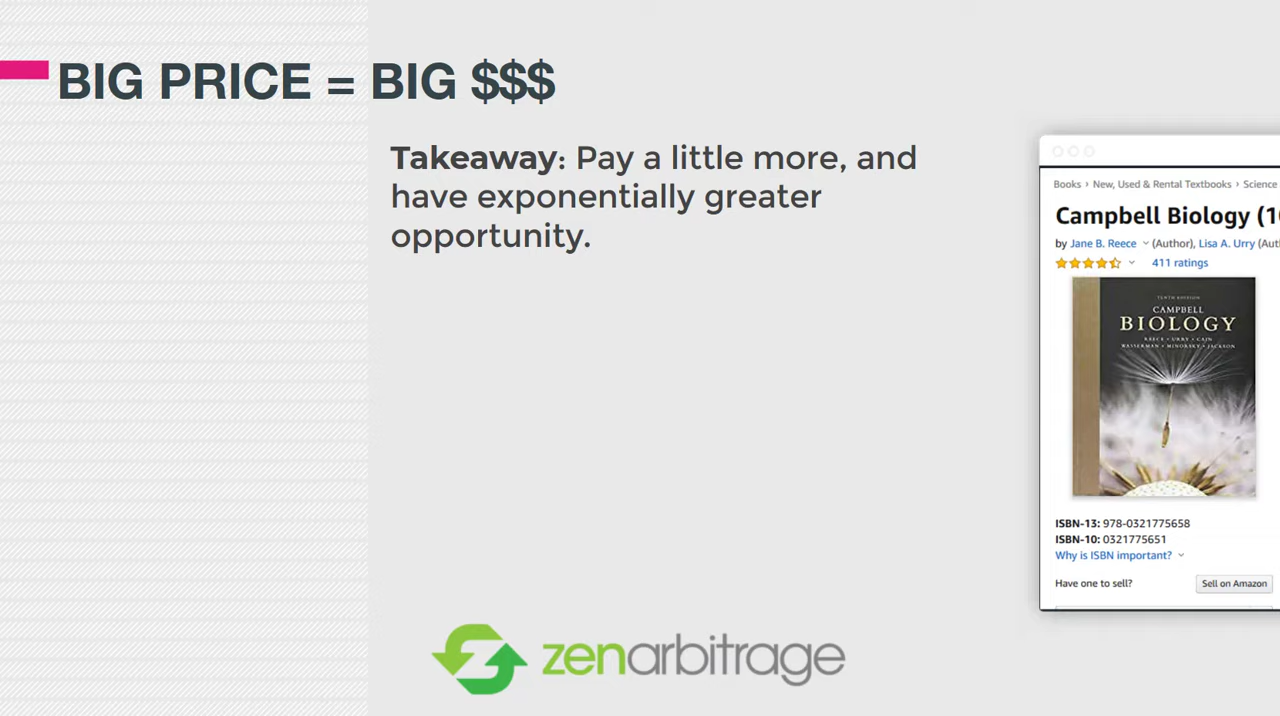 BIG PRICE = BIG $$$
Takeaway: Pay a little more, and
have exponentially greater
opportunity.
Books › New, Used & Rental Textbooks › Science
Campbell Biology (10
by Jane B. Reece (Author), Lisa A. Urry (Aut
411 ratings
TENTH EDITION
CAMPBELL
BIOLOGY
REECE • URRY • CAIN
WASSERMAN • MINORSKY • JACKSON
ISBN-13: 978-0321775658
ISBN-10: 0321775651
Why is ISBN important?
Have one to sell?
Sell on Amazon
zenarbitrage